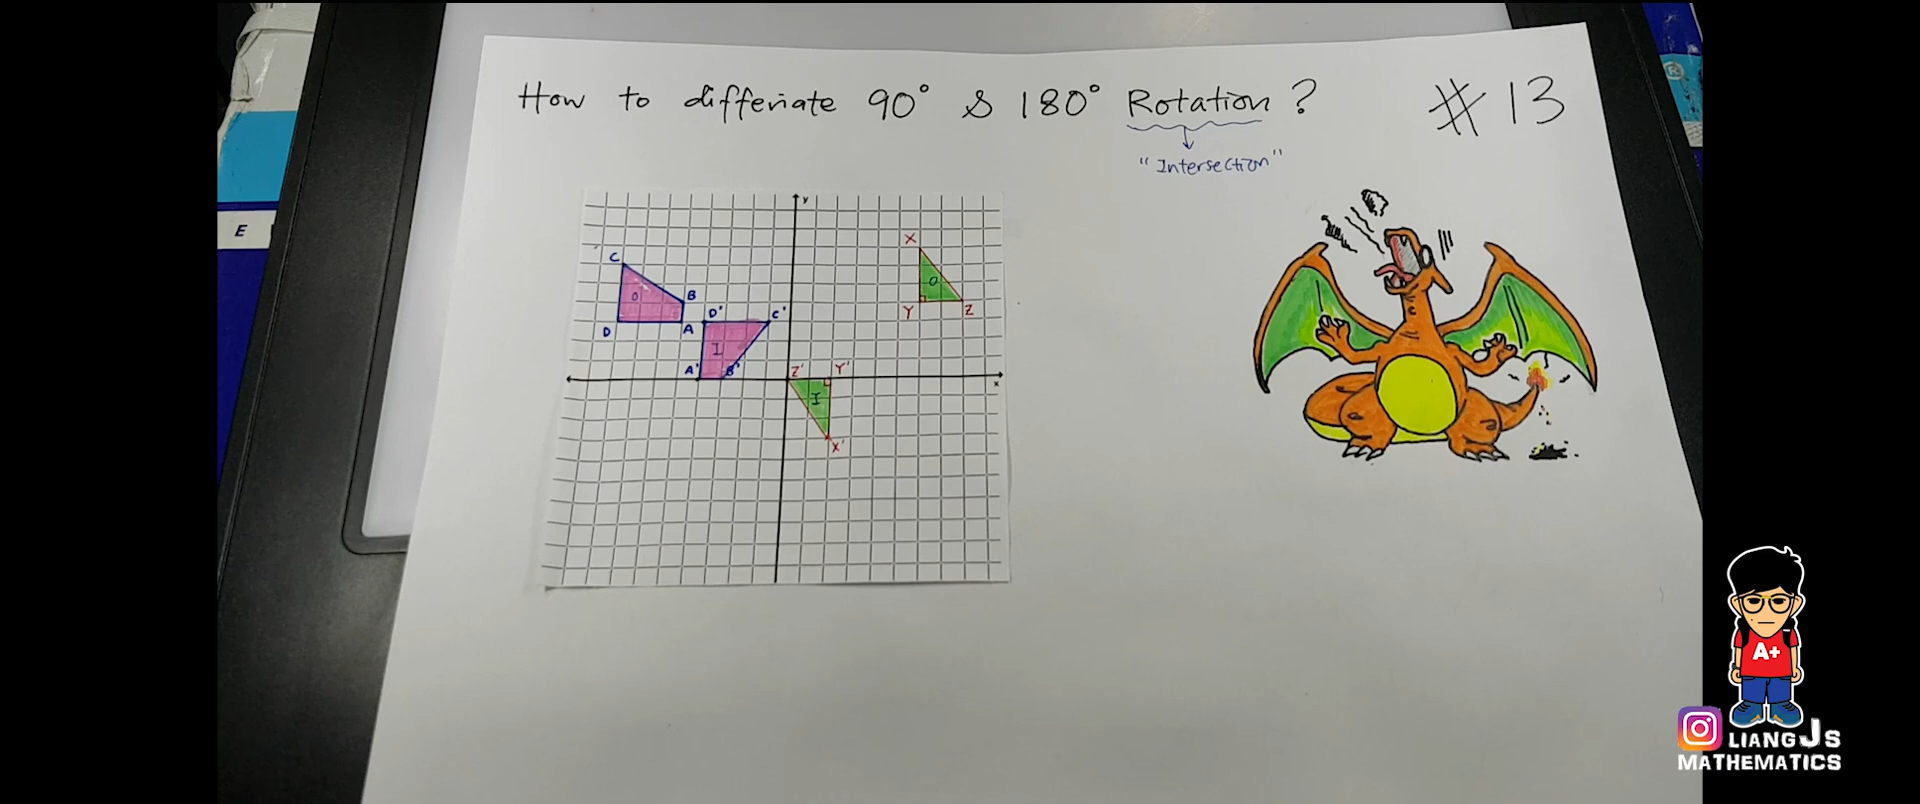 How to differiate 90° & 180° Rotation ?
# 13
"Intersection"
E
®
y
X
C
O
O
B
Y
Z
D
A
D'
C'
I
A'
B'
Z'
Y'
x
I
X'
A+
LIANGJS
MATHEMATICS